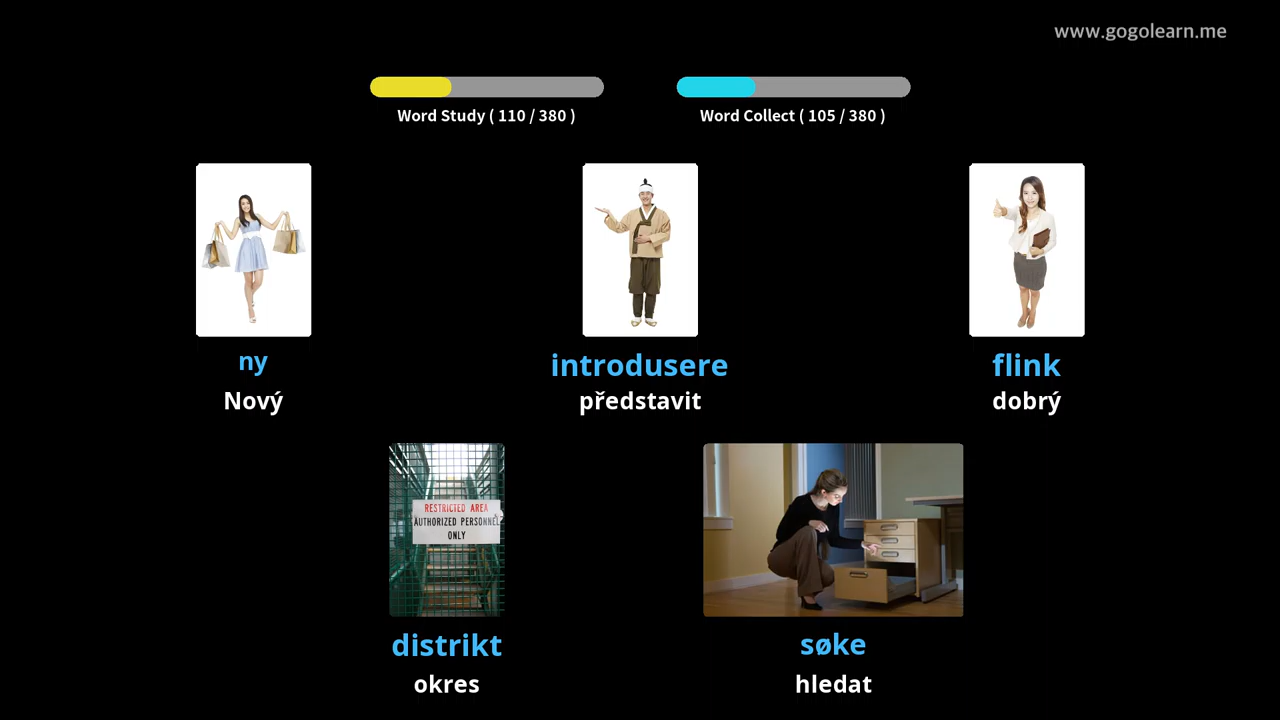 www.gogolearn.me
Word Study ( 110 / 380 )
Word Collect ( 105 / 380 )
ny
Nový
introdusere
představit
flink
dobrý
RESTRICTED AREA
AUTHORIZED PERSONNEL
ONLY
distrikt
okres
søke
hledat